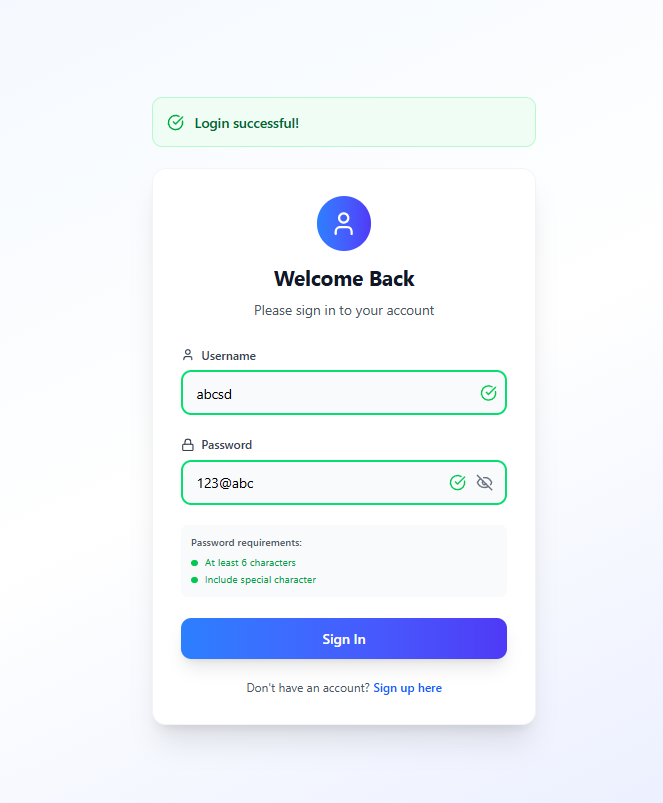 Login successful!
Welcome Back
Please sign in to your account
Username
abcsd
Password
123@abc
Password requirements:
At least 6 characters
Include special character
Sign In
Don't have an account? Sign up here